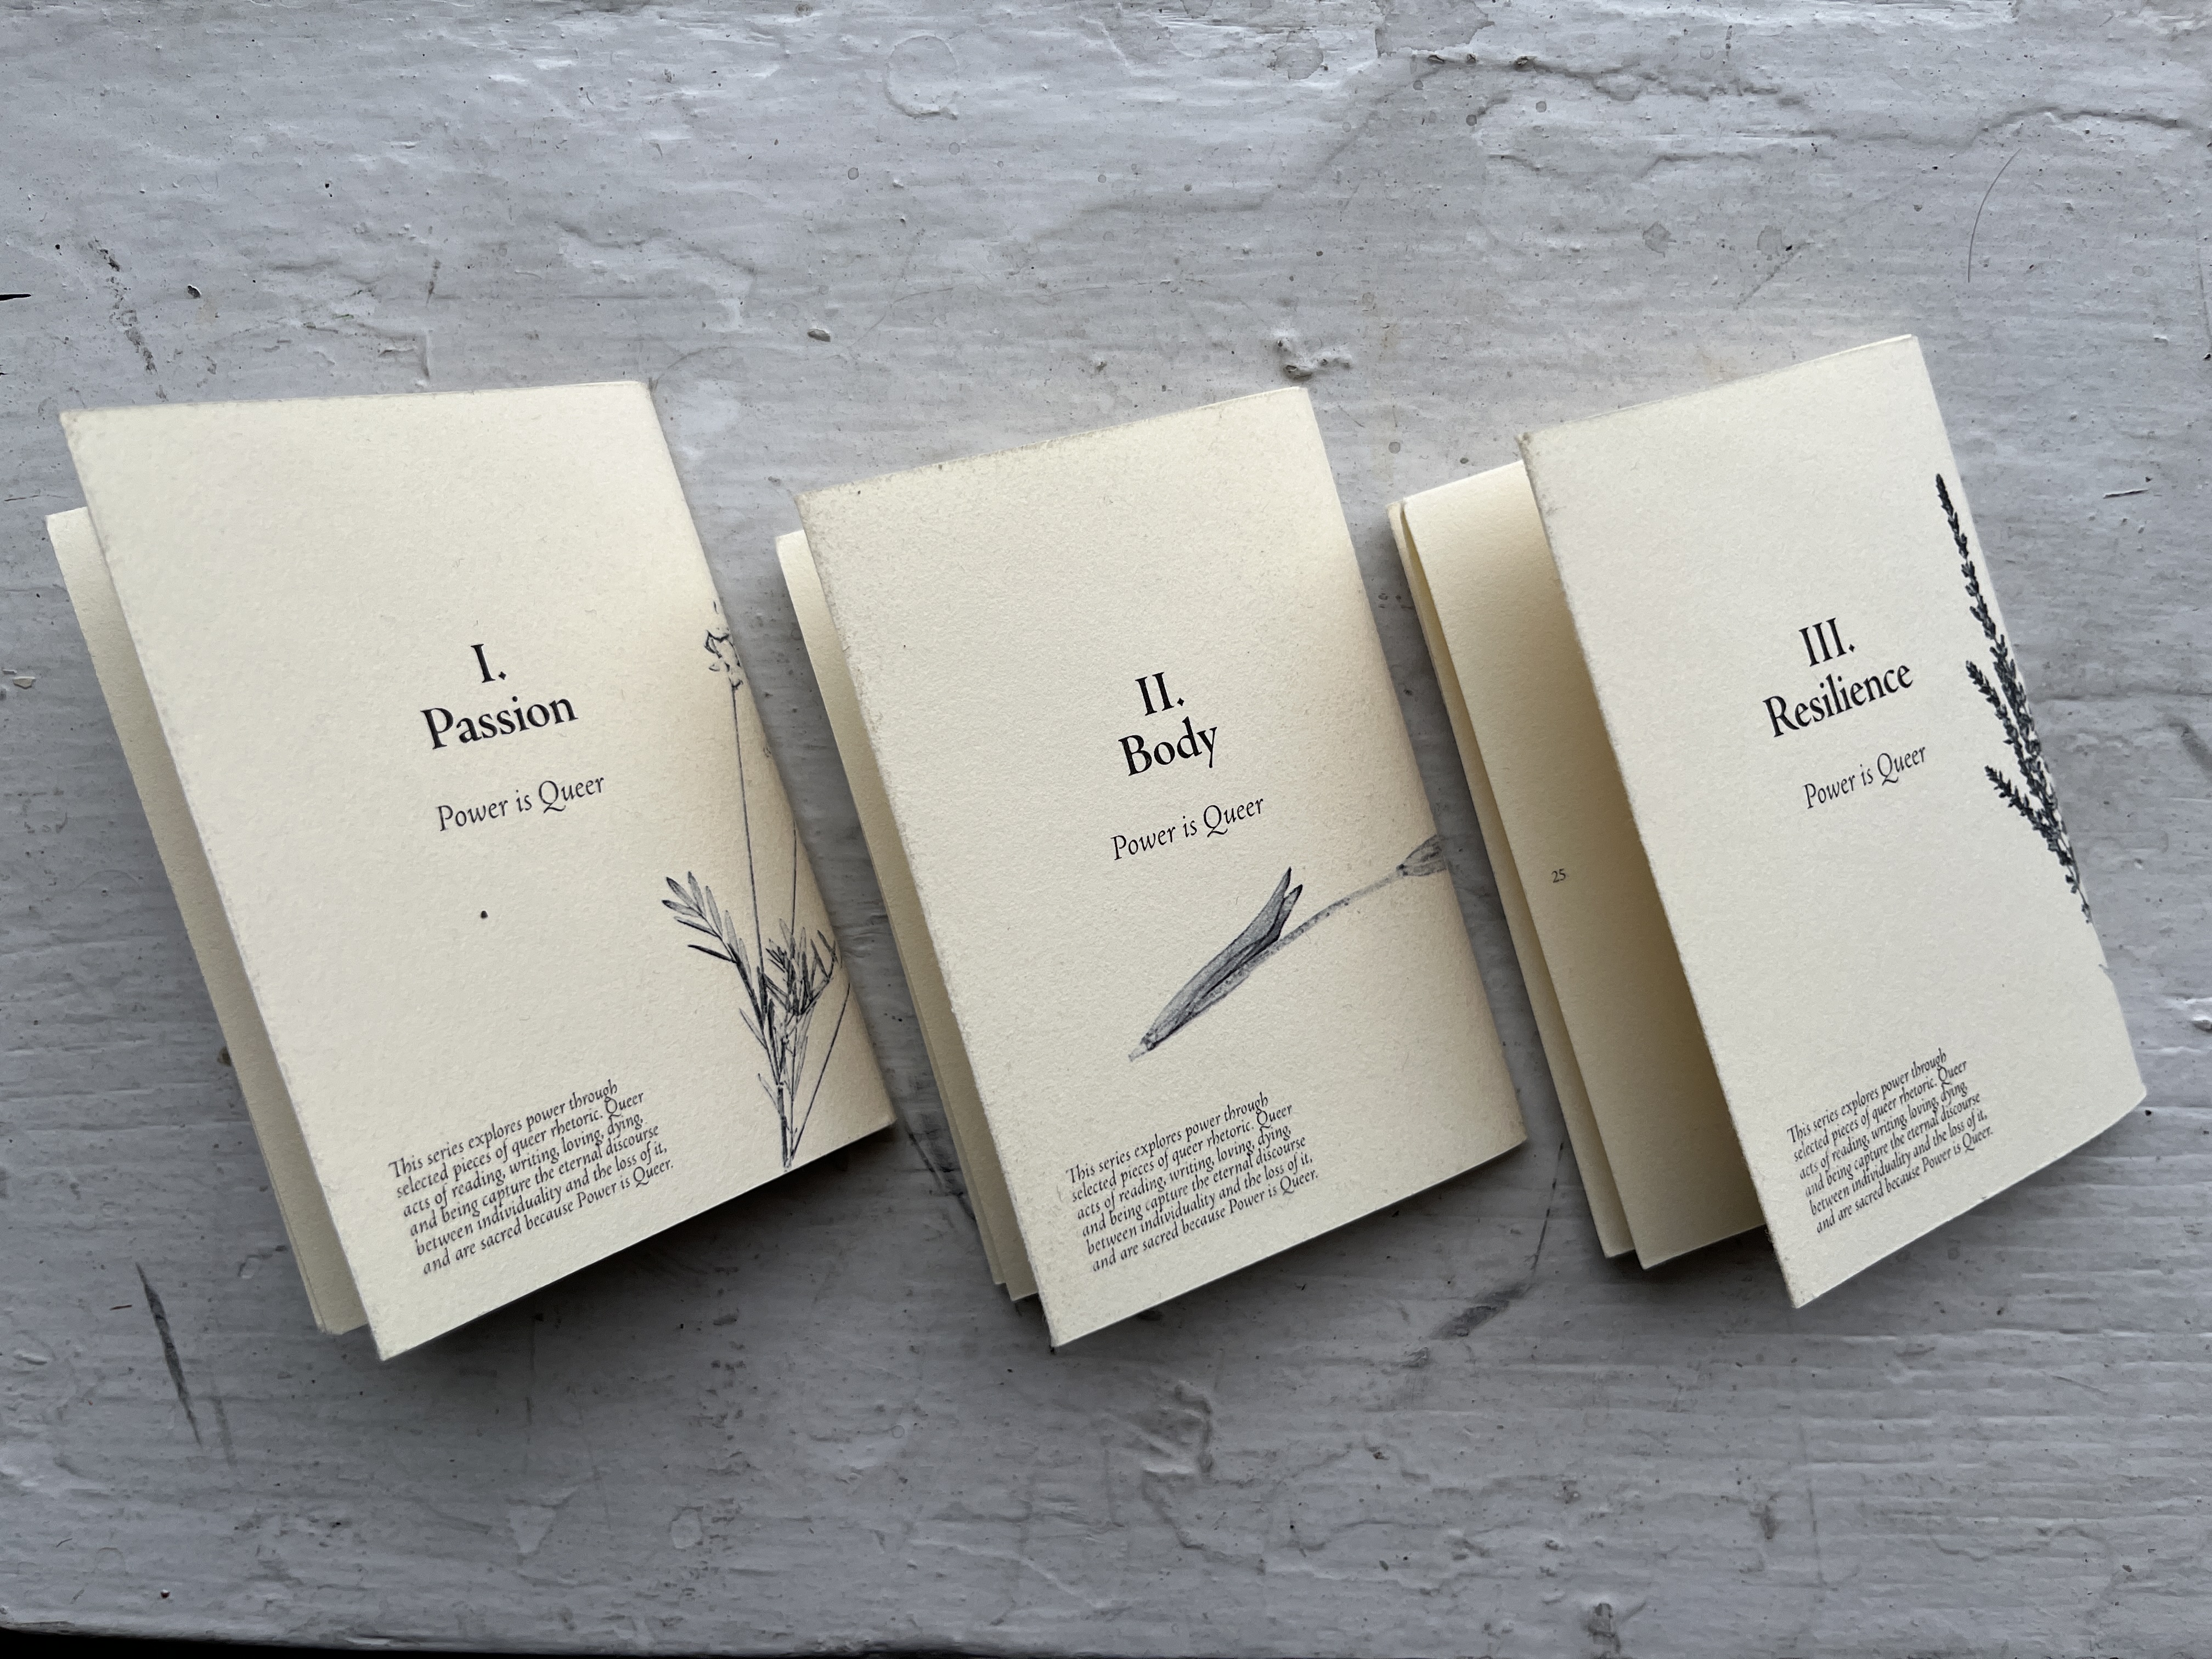 I.
Passion
Power is Queer
This series explores power through
selected pieces of queer rhetoric. Queer
acts of reading, writing, loving, dying,
and being capture the eternal discourse
between individuality and the loss of it,
and are sacred because Power is Queer.
II.
Body
Power is Queer
This series explores power through
selected pieces of queer rhetoric. Queer
acts of reading, writing, loving, dying,
and being capture the eternal discourse
between individuality and the loss of it,
and are sacred because Power is Queer.
25
III.
Resilience
Power is Queer
This series explores power through
selected pieces of queer rhetoric. Queer
acts of reading, writing, loving, dying,
and being capture the eternal discourse
between individuality and the loss of it,
and are sacred because Power is Queer.